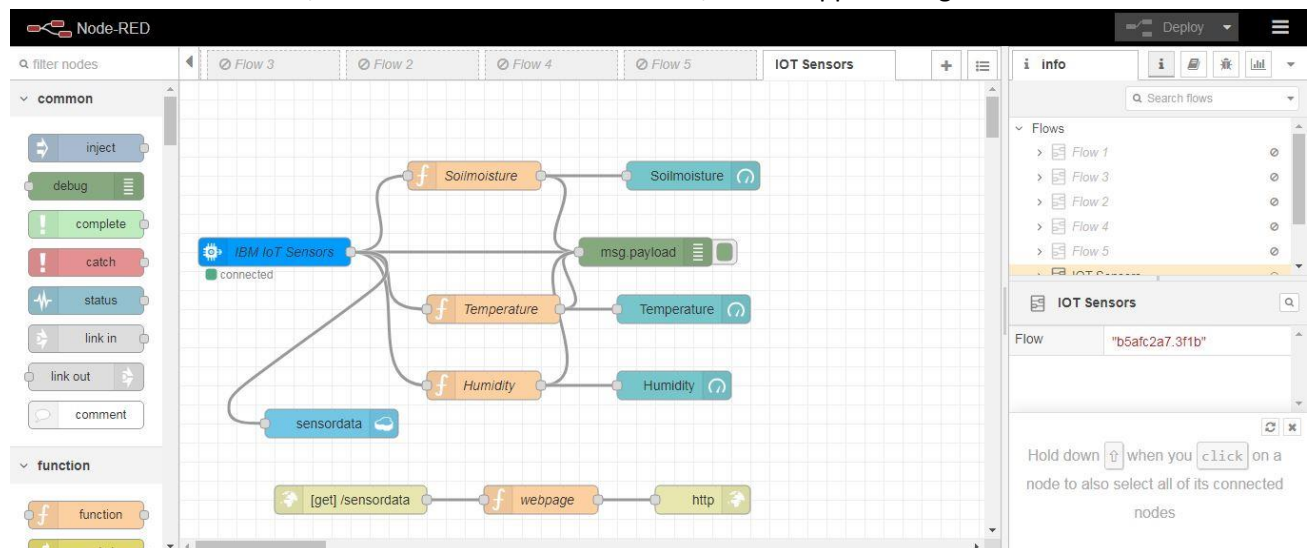 Node-RED
Deploy
filter nodes
Flow 3
Flow 2
Flow 4
Flow 5
IOT Sensors
i info
i
Search flows
common
inject
debug
complete
catch
status
link in
link out
comment
function
function
Soilmoisture
Soilmoisture
IBM IoT Sensors
connected
msg.payload
Temperature
Temperature
Humidity
Humidity
sensordata
[get] /sensordata
webpage
http
Flows
Flow 1
Flow 3
Flow 2
Flow 4
Flow 5
IOT Sensors
IOT Sensors
Flow "b5afc2a7.3f1b"
Hold down ⇧ when you click on a
node to also select all of its connected
nodes